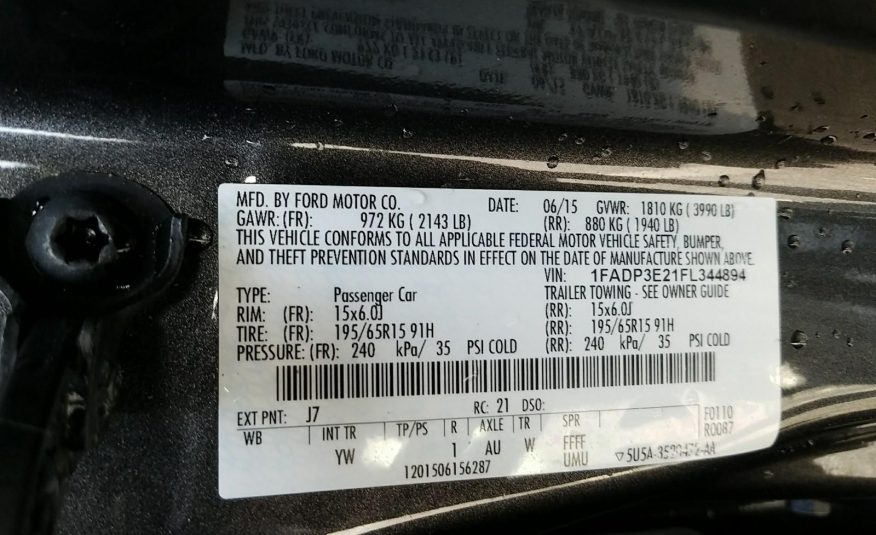 MFD. BY FORD MOTOR CO. DATE: 06/15 GVWR: 1810 KG ( 3990 LB)
GAWR: (FR): 972 KG ( 2143 LB) (RR): 880 KG ( 1940 LB)
THIS VEHICLE CONFORMS TO ALL APPLICABLE FEDERAL MOTOR VEHICLE SAFETY, BUMPER,
AND THEFT PREVENTION STANDARDS IN EFFECT ON THE DATE OF MANUFACTURE SHOWN ABOVE.
VIN: 1FADP3E21FL344894
TYPE: Passenger Car TRAILER TOWING - SEE OWNER GUIDE
RIM: (FR): 15x6.0J (RR): 15x6.0J
TIRE: (FR): 195/65R15 91H (RR): 195/65R15 91H
PRESSURE: (FR): 240 kPa/ 35 PSI COLD (RR): 240 kPa/ 35 PSI COLD
EXT PNT: J7 RC: 21 DSO: F0110
WB INT TR TP/PS R AXLE TR SPR R0087
YW 1 AU W FFFF
UMU
1201506156287